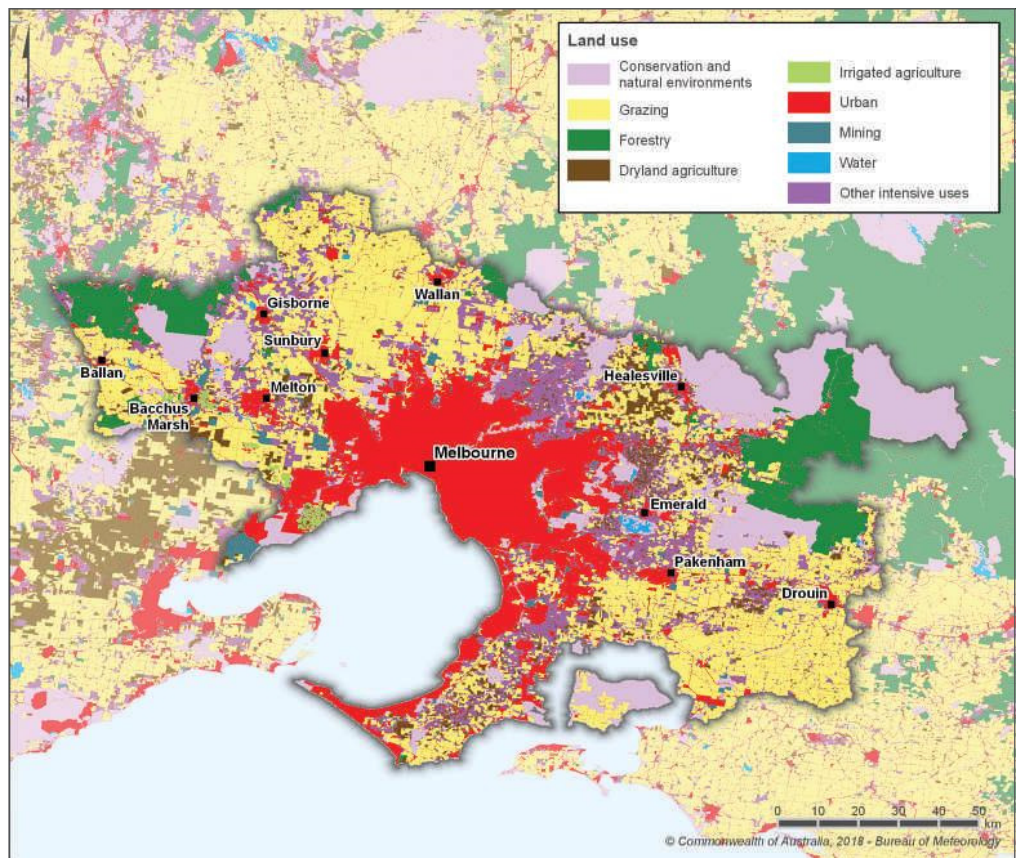 Land use
Conservation and
natural environments
Grazing
Forestry
Dryland agriculture
Irrigated agriculture
Urban
Mining
Water
Other intensive uses
N
Wallan
Gisborne
Sunbury
Ballan
Healesville
Melton
Bacchus
Marsh
Melbourne
Emerald
Pakenham
Drouin
0 10 20 30 40 50
km
© Commonwealth of Australia, 2018 - Bureau of Meteorology